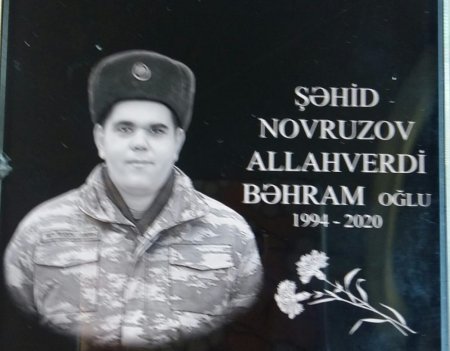 ŞƏHİD
NOVRUZOV
ALLAHVERDİ
BƏHRAM OĞLU
1994 - 2020